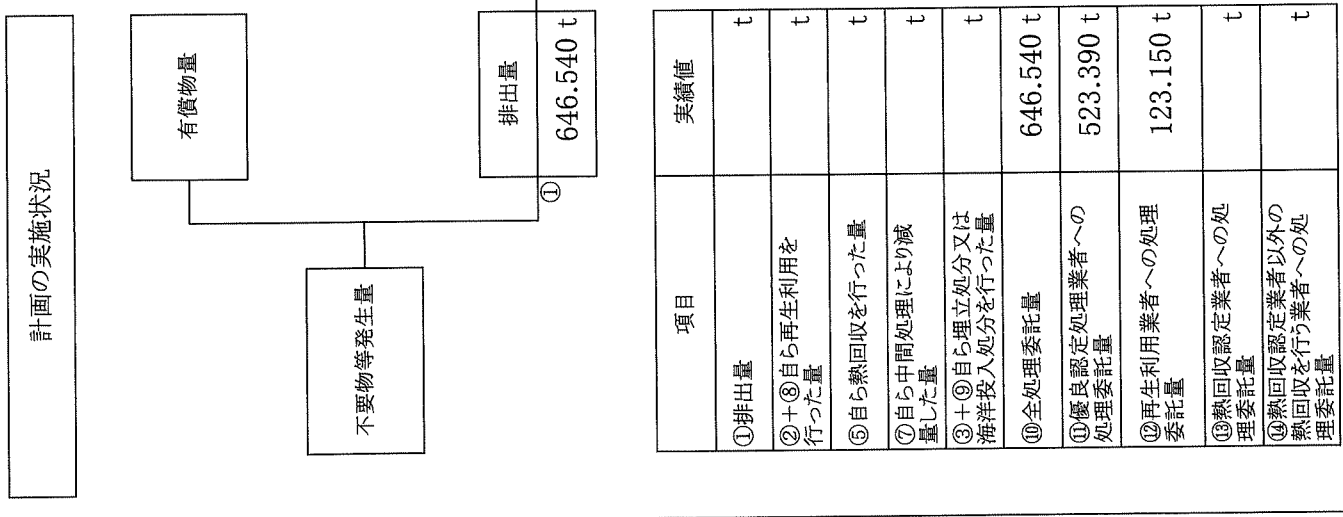 計画の実施状況
有償物量
不要物等発生量
排出量
①
646.540 t
項目 実績値
①排出量 t
②+⑧自ら再生利用を
行った量 t
⑤自ら熱回収を行った量 t
⑦自ら中間処理により減
量した量 t
③+⑨自ら埋立処分又は
海洋投入処分を行った量 t
⑩全処理委託量 646.540 t
⑪優良認定処理業者への
処理委託量 523.390 t
⑫再生利用業者への処理
委託量 123.150 t
⑬熱回収認定業者への処
理委託量 t
⑭熱回収認定業者以外の
熱回収を行う業者への処
理委託量 t